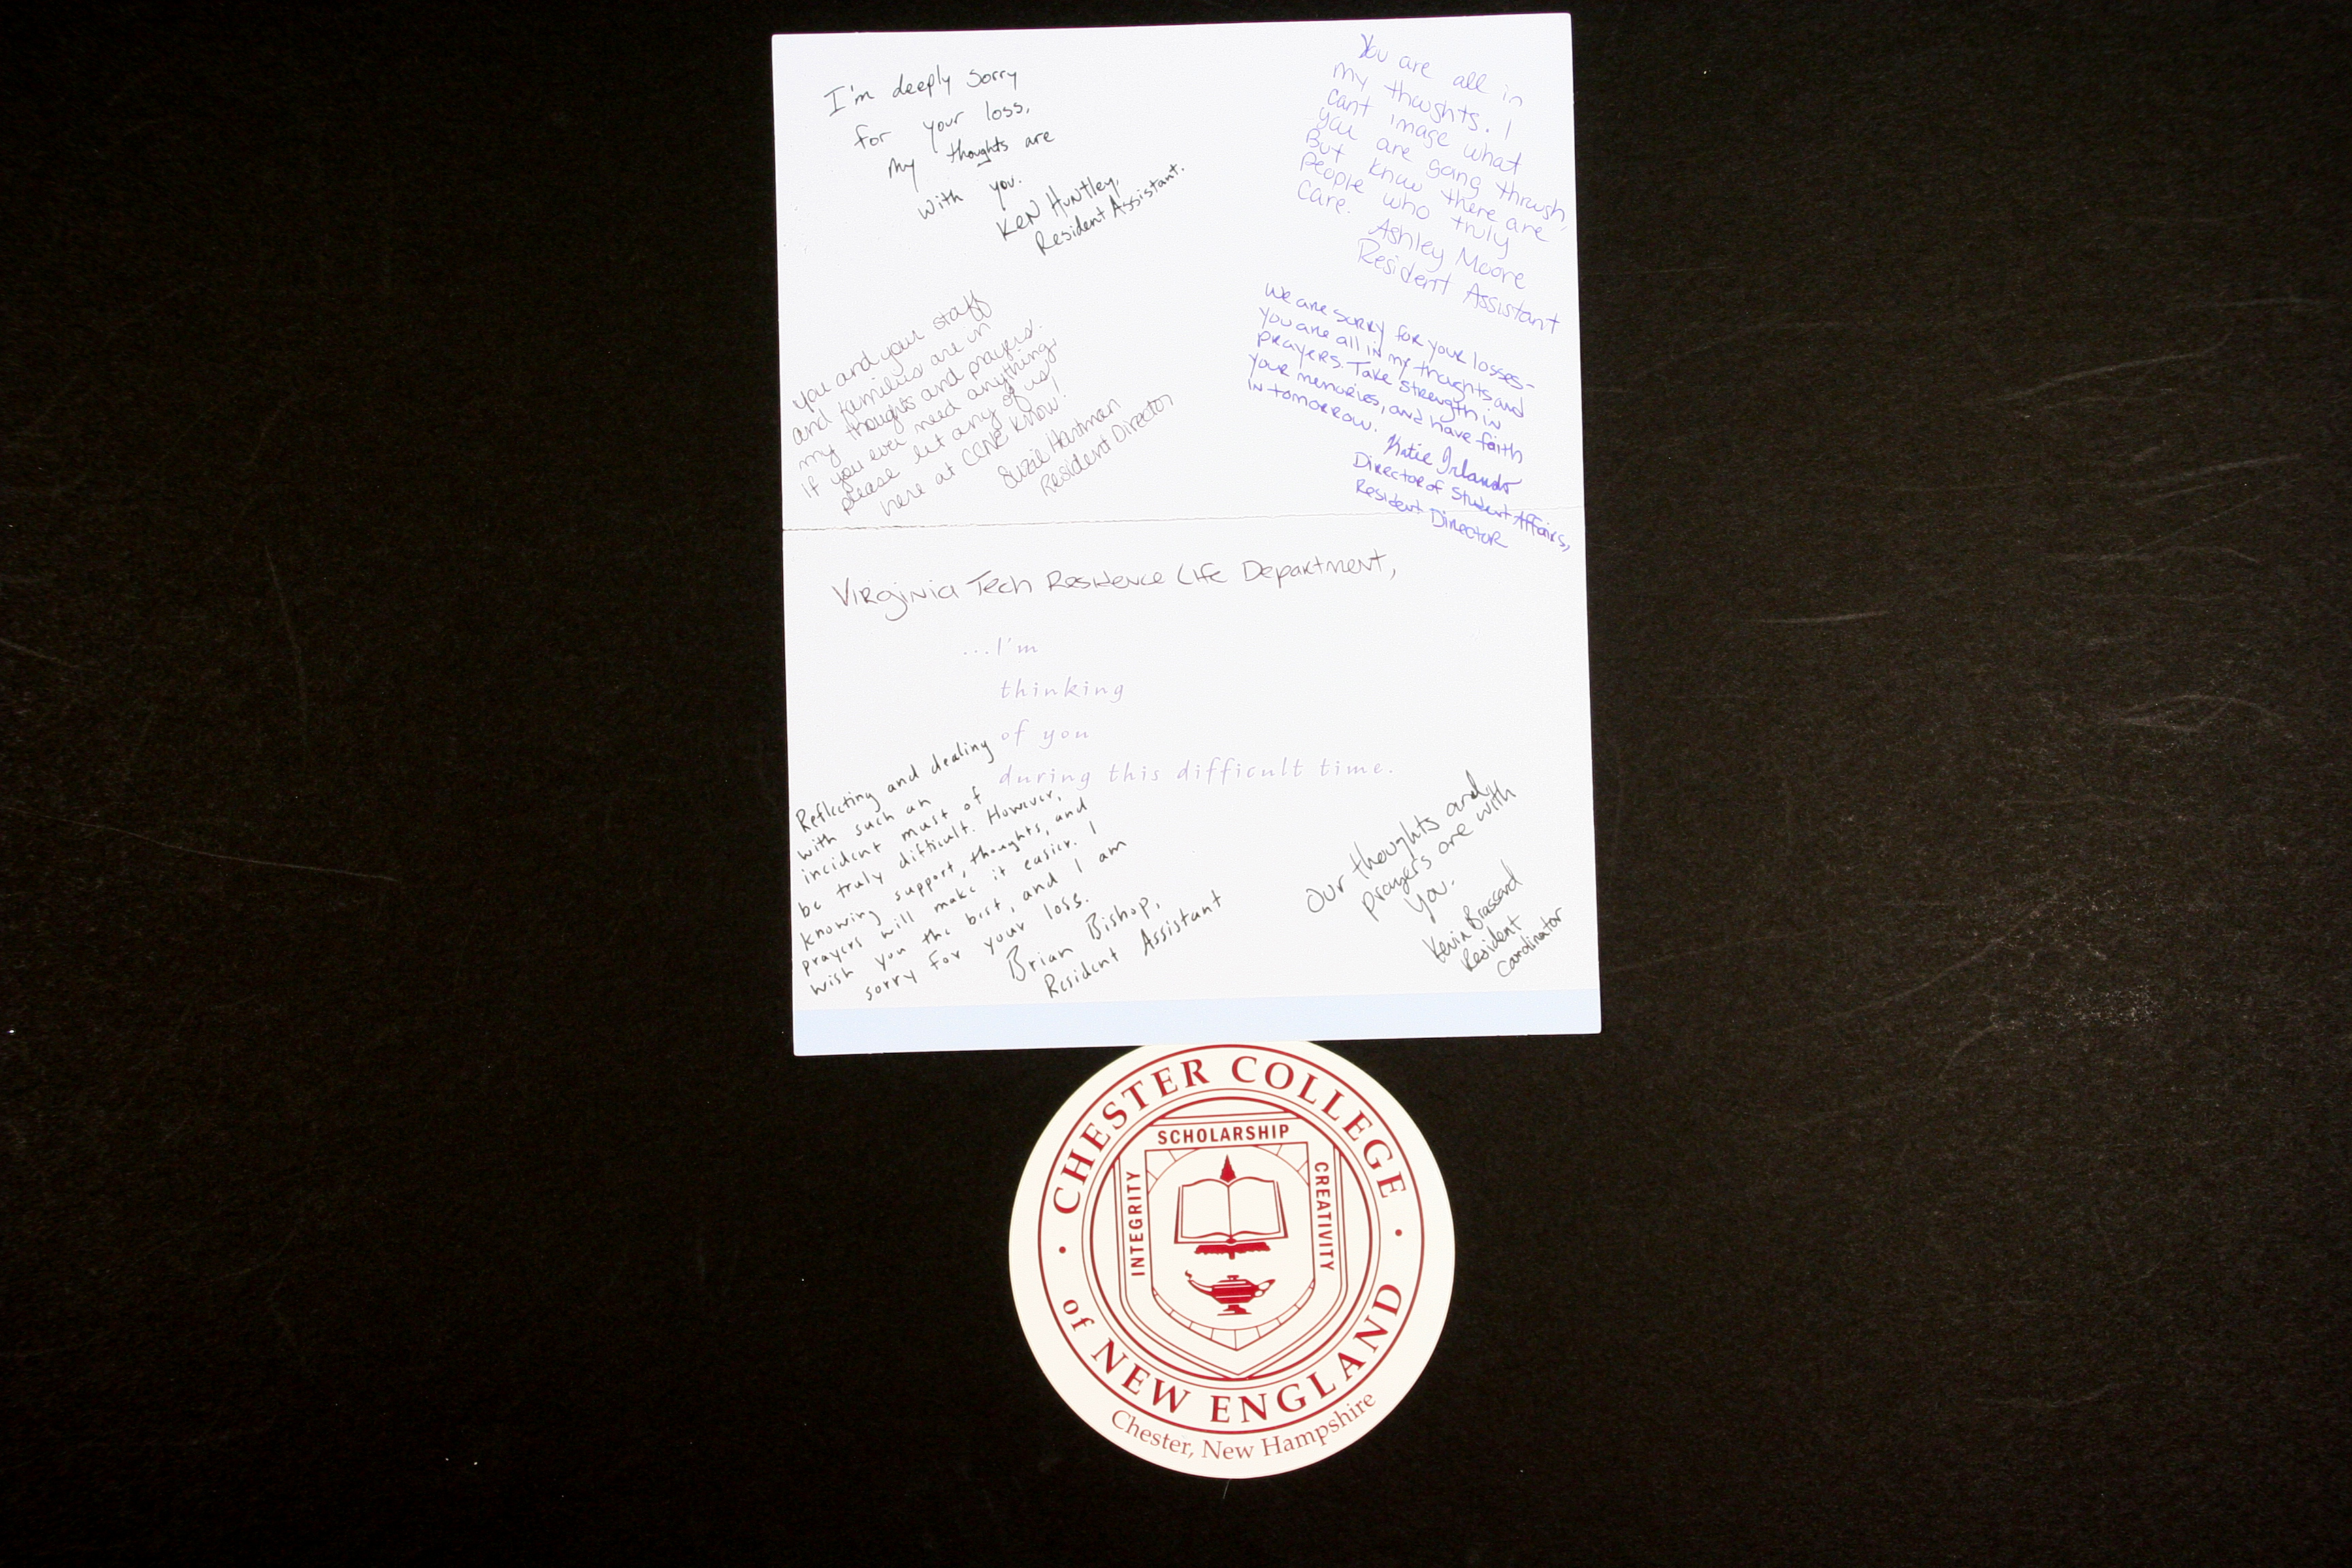 I'm deeply sorry
for your loss,
my thoughts are
with you.
Ken Huntley,
Resident Assistant.
You are all in
my thoughts. I
cant image what
you are going through,
But know there are
people who truly
care.
Ashley Moore
Resident Assistant
You and your staff
and families are in
my thoughts and prayers.
If you ever need anything,
please let any of us
here at CCNE know!
Suzie Hartman
Resident Director
We are sorry for your losses-
you are all in my thoughts and
prayers. Take strength in
your memories, and have faith
in tomorrow.
Katie
Director of Student Affairs,
Resident Director
Virginia Tech Residence Life Department,
...I'm
thinking
of you
during this difficult time.
Reflecting and dealing
with such an
incident must of
be truly difficult. However,
knowing support, thoughts, and
prayers will make it easier. I
wish you the best, and I am
sorry for your loss.
Brian Bishop,
Resident Assistant
Our thoughts and
prayers are with
you.
Kevin Brassard
Resident
Cordinator
CHESTER COLLEGE
of NEW ENGLAND
SCHOLARSHIP
INTEGRITY
CREATIVITY
Chester, New Hampshire